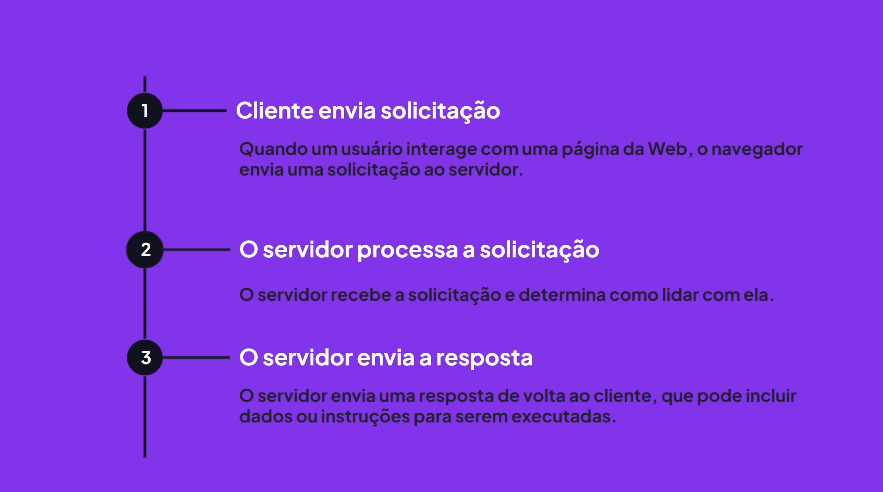 1
Cliente envia solicitação
Quando um usuário interage com uma página da Web, o navegador
envia uma solicitação ao servidor.
2
O servidor processa a solicitação
O servidor recebe a solicitação e determina como lidar com ela.
3
O servidor envia a resposta
O servidor envia uma resposta de volta ao cliente, que pode incluir
dados ou instruções para serem executadas.